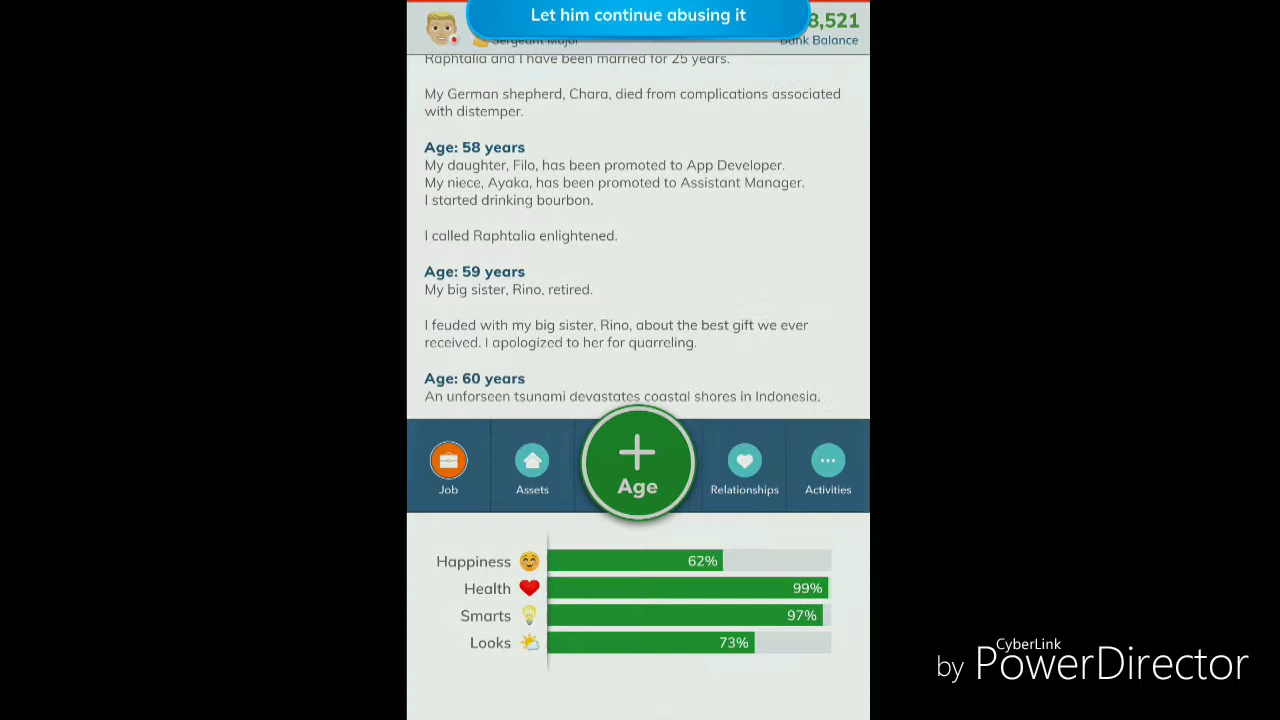 Let him continue abusing it
3,521
Sergeant Major
Bank Balance
Raphtalia and I have been married for 25 years.
My German shepherd, Chara, died from complications associated
with distemper.
Age: 58 years
My daughter, Filo, has been promoted to App Developer.
My niece, Ayaka, has been promoted to Assistant Manager.
I started drinking bourbon.
I called Raphtalia enlightened.
Age: 59 years
My big sister, Rino, retired.
I feuded with my big sister, Rino, about the best gift we ever
received. I apologized to her for quarreling.
Age: 60 years
An unforseen tsunami devastates coastal shores in Indonesia.
Job
Assets
Age
Relationships
Activities
Happiness 62%
Health 99%
Smarts 97%
Looks 73%
CyberLink
by PowerDirector